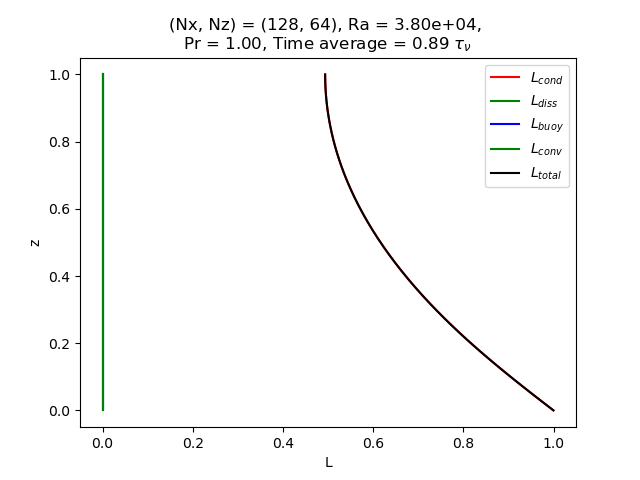 (Nx, Nz) = (128, 64), Ra = 3.80e+04,
Pr = 1.00, Time average = 0.89 τ_ν
L_cond
L_diss
L_buoy
L_conv
L_total
1.0
0.8
0.6
0.4
0.2
0.0
z
0.0 0.2 0.4 0.6 0.8 1.0
L